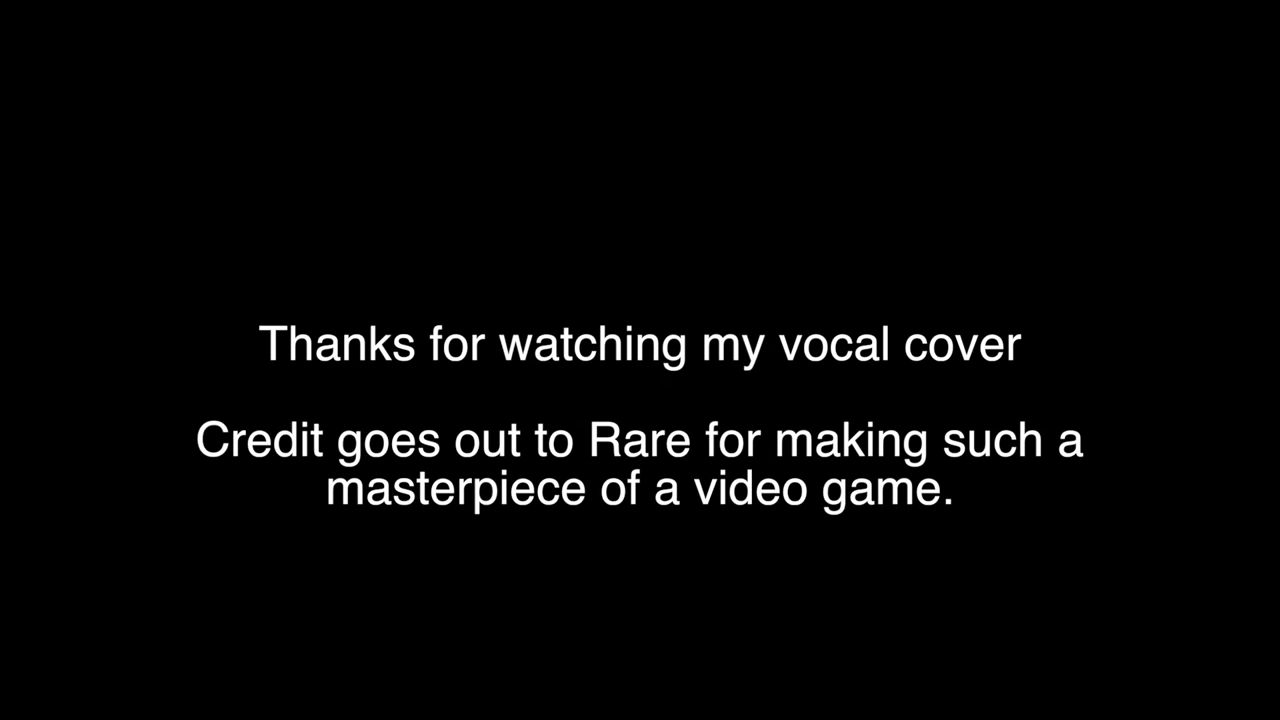 Thanks for watching my vocal cover
Credit goes out to Rare for making such a
masterpiece of a video game.